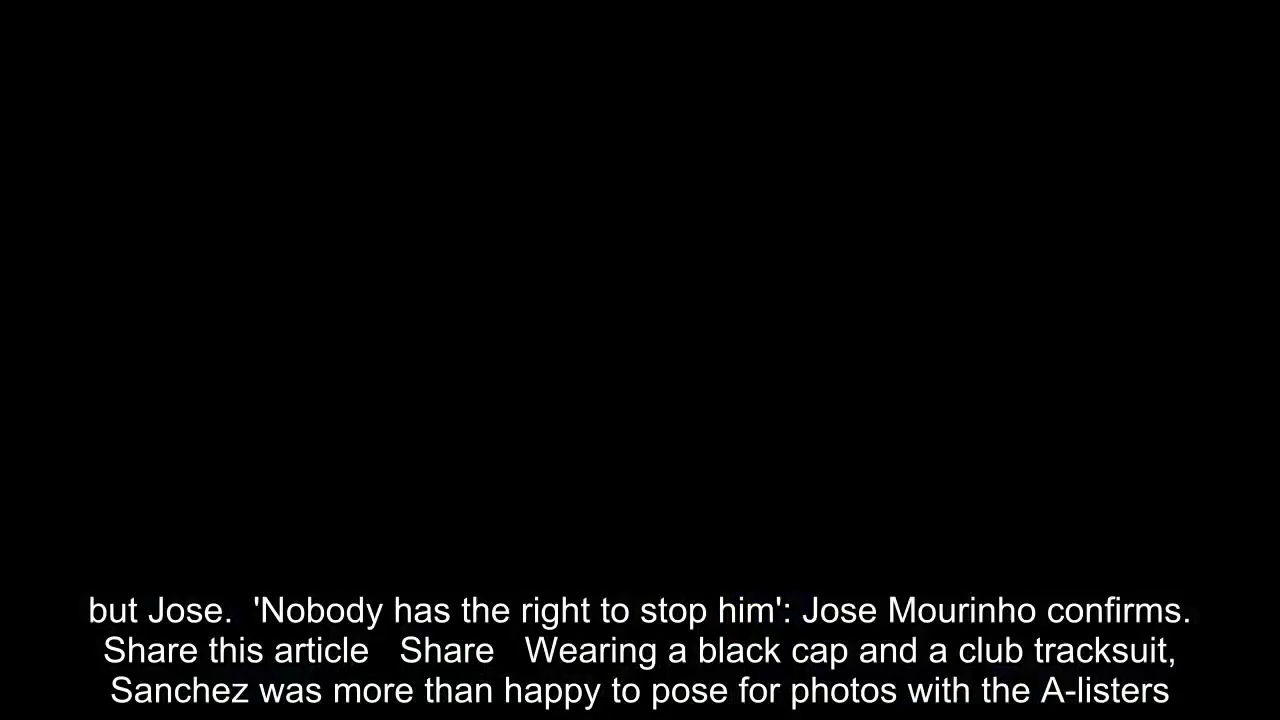 but Jose.  'Nobody has the right to stop him': Jose Mourinho confirms.
Share this article   Share   Wearing a black cap and a club tracksuit,
Sanchez was more than happy to pose for photos with the A-listers